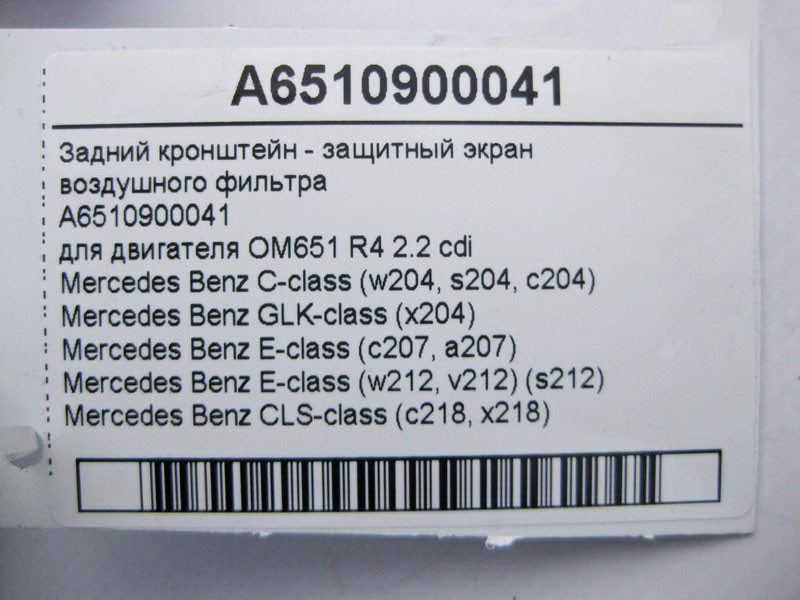 A6510900041
Задний кронштейн - защитный экран
воздушного фильтра
A6510900041
для двигателя OM651 R4 2.2 cdi
Mercedes Benz C-class (w204, s204, c204)
Mercedes Benz GLK-class (x204)
Mercedes Benz E-class (c207, a207)
Mercedes Benz E-class (w212, v212) (s212)
Mercedes Benz CLS-class (c218, x218)